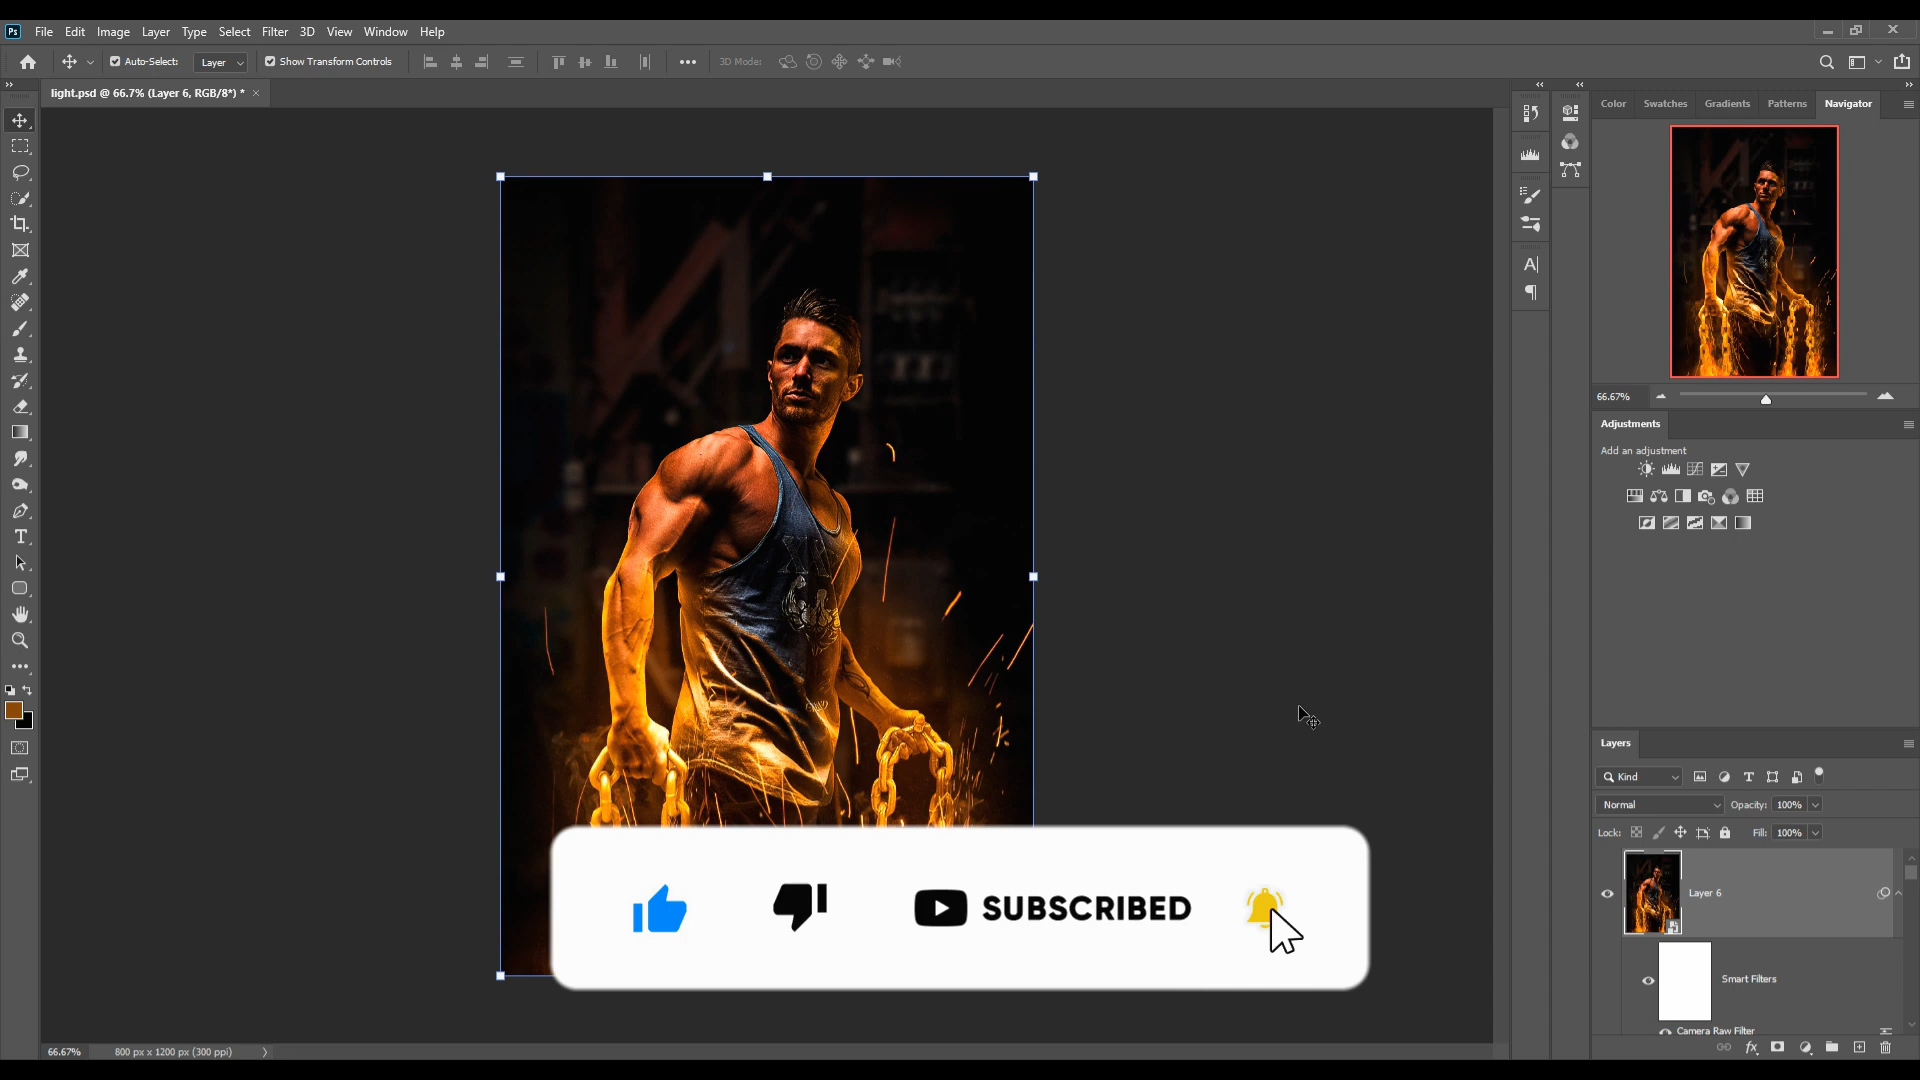 Ps File Edit Image Layer Type Select Filter 3D View Window Help
Auto-Select: Layer Show Transform Controls 3D Mode:
light.psd @ 66.7% (Layer 6, RGB/8*) *
Color Swatches Gradients Patterns Navigator
66.67%
Adjustments
Add an adjustment
Layers
Kind
Normal Opacity: 100%
Lock: Fill: 100%
Layer 6
Smart Filters
Camera Raw Filter
SUBSCRIBED
66.67% 800 px x 1200 px (300 ppi)